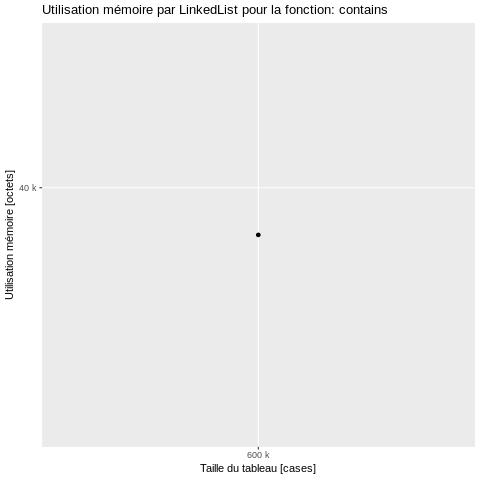 Utilisation mémoire par LinkedList pour la fonction: contains
Utilisation mémoire [octets]
40 k
600 k
Taille du tableau [cases]